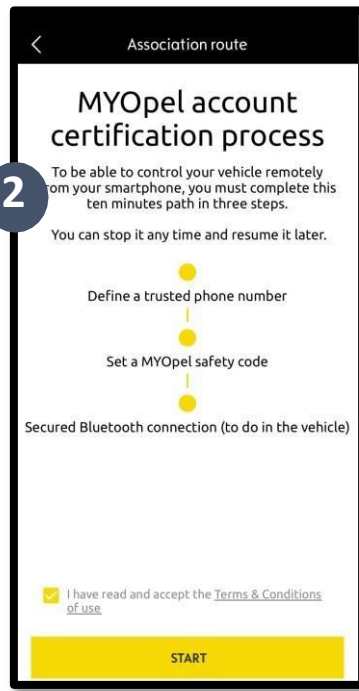 Association route
MYOpel account
certification process
To be able to control your vehicle remotely
2
om your smartphone, you must complete this
ten minutes path in three steps.
You can stop it any time and resume it later.
Define a trusted phone number
Set a MYOpel safety code
Secured Bluetooth connection (to do in the vehicle)
I have read and accept the Terms & Conditions
of use
START